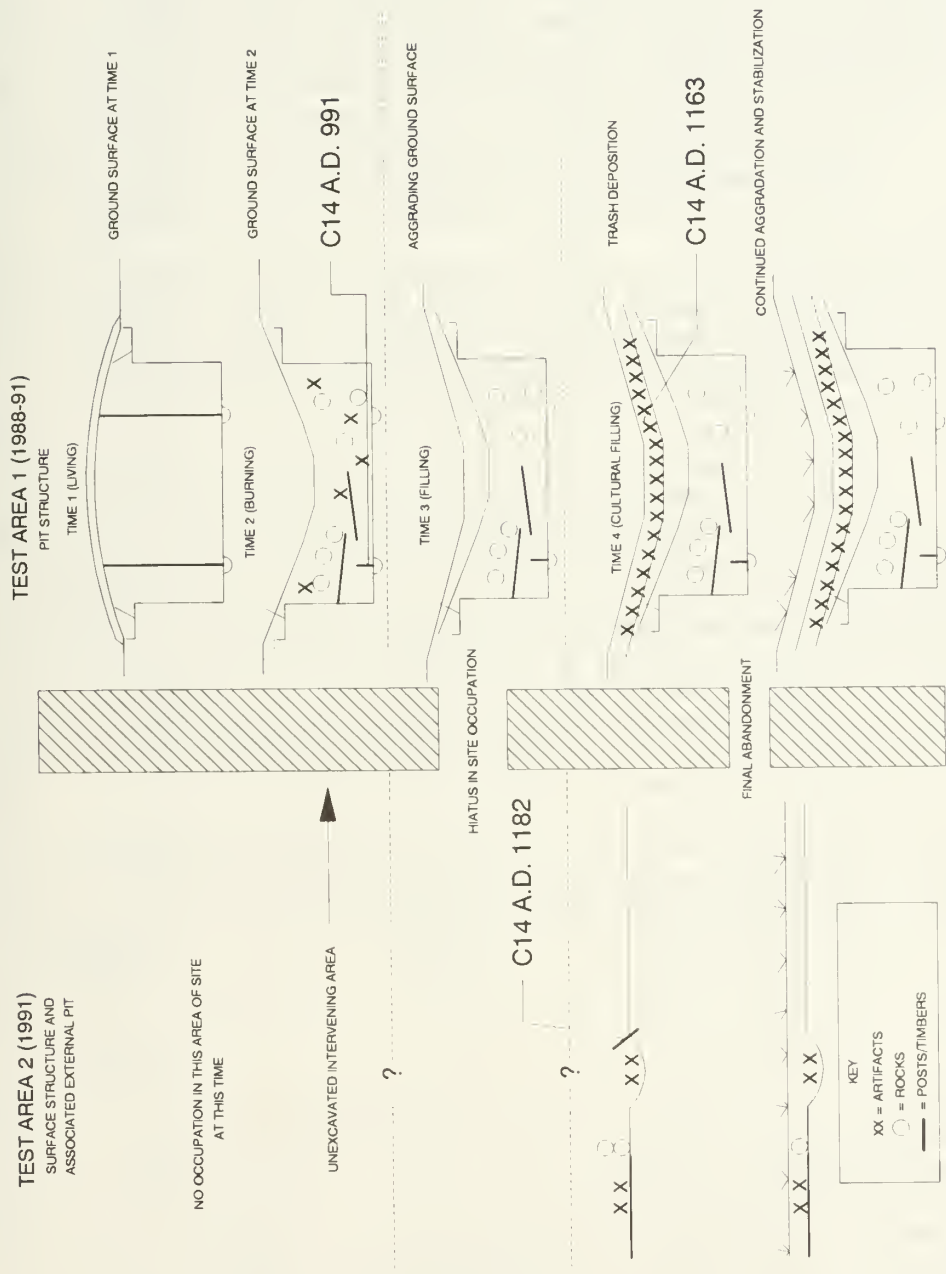 TEST AREA 2 (1991)
SURFACE STRUCTURE AND
ASSOCIATED EXTERNAL PIT
NO OCCUPATION IN THIS AREA OF SITE
AT THIS TIME
UNEXCAVATED INTERVENING AREA
?
C14 A.D. 1182
?
X X
X X
X X
X X
KEY
XX = ARTIFACTS
= ROCKS
= POSTS/TIMBERS
HIATUS IN SITE OCCUPATION
FINAL ABANDONMENT
TEST AREA 1 (1988-91)
PIT STRUCTURE
TIME 1 (LIVING)
GROUND SURFACE AT TIME 1
TIME 2 (BURNING)
GROUND SURFACE AT TIME 2
C14 A.D. 991
X X X X X
TIME 3 (FILLING)
AGGRADING GROUND SURFACE
TIME 4 (CULTURAL FILLING)
TRASH DEPOSITION
C14 A.D. 1163
CONTINUED AGGRADATION AND STABILIZATION